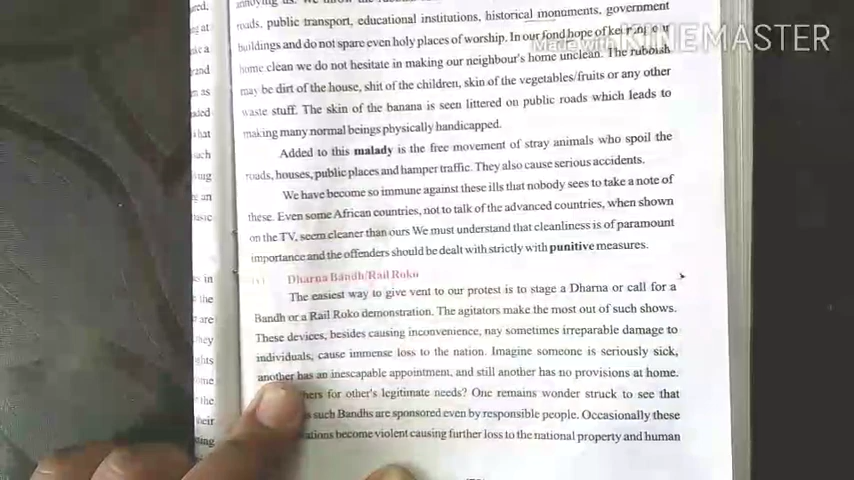 annoying us. We throw the
roads, public transport, educational institutions, historical monuments, government
buildings and do not spare even holy places of worship. In our fond hope of keeping our
home clean we do not hesitate in making our neighbour's home unclean. The rubbish
may be dirt of the house, shit of the children, skin of the vegetables/fruits or any other
waste stuff. The skin of the banana is seen littered on public roads which leads to
making many normal beings physically handicapped.
Added to this malady is the free movement of stray animals who spoil the
roads, houses, public places and hamper traffic. They also cause serious accidents.
We have become so immune against these ills that nobody sees to take a note of
these. Even some African countries, not to talk of the advanced countries, when shown
on the TV, seem cleaner than ours We must understand that cleanliness is of paramount
importance and the offenders should be dealt with strictly with punitive measures.
Dharna Bandh/Rail Roko
The easiest way to give vent to our protest is to stage a Dharna or call for a
Bandh or a Rail Roko demonstration. The agitators make the most out of such shows.
These devices, besides causing inconvenience, nay sometimes irreparable damage to
individuals, cause immense loss to the nation. Imagine someone is seriously sick,
another has an inescapable appointment, and still another has no provisions at home.
for other's legitimate needs? One remains wonder struck to see that
such Bandhs are sponsored even by responsible people. Occasionally these
become violent causing further loss to the national property and human
Made with KINEMASTER